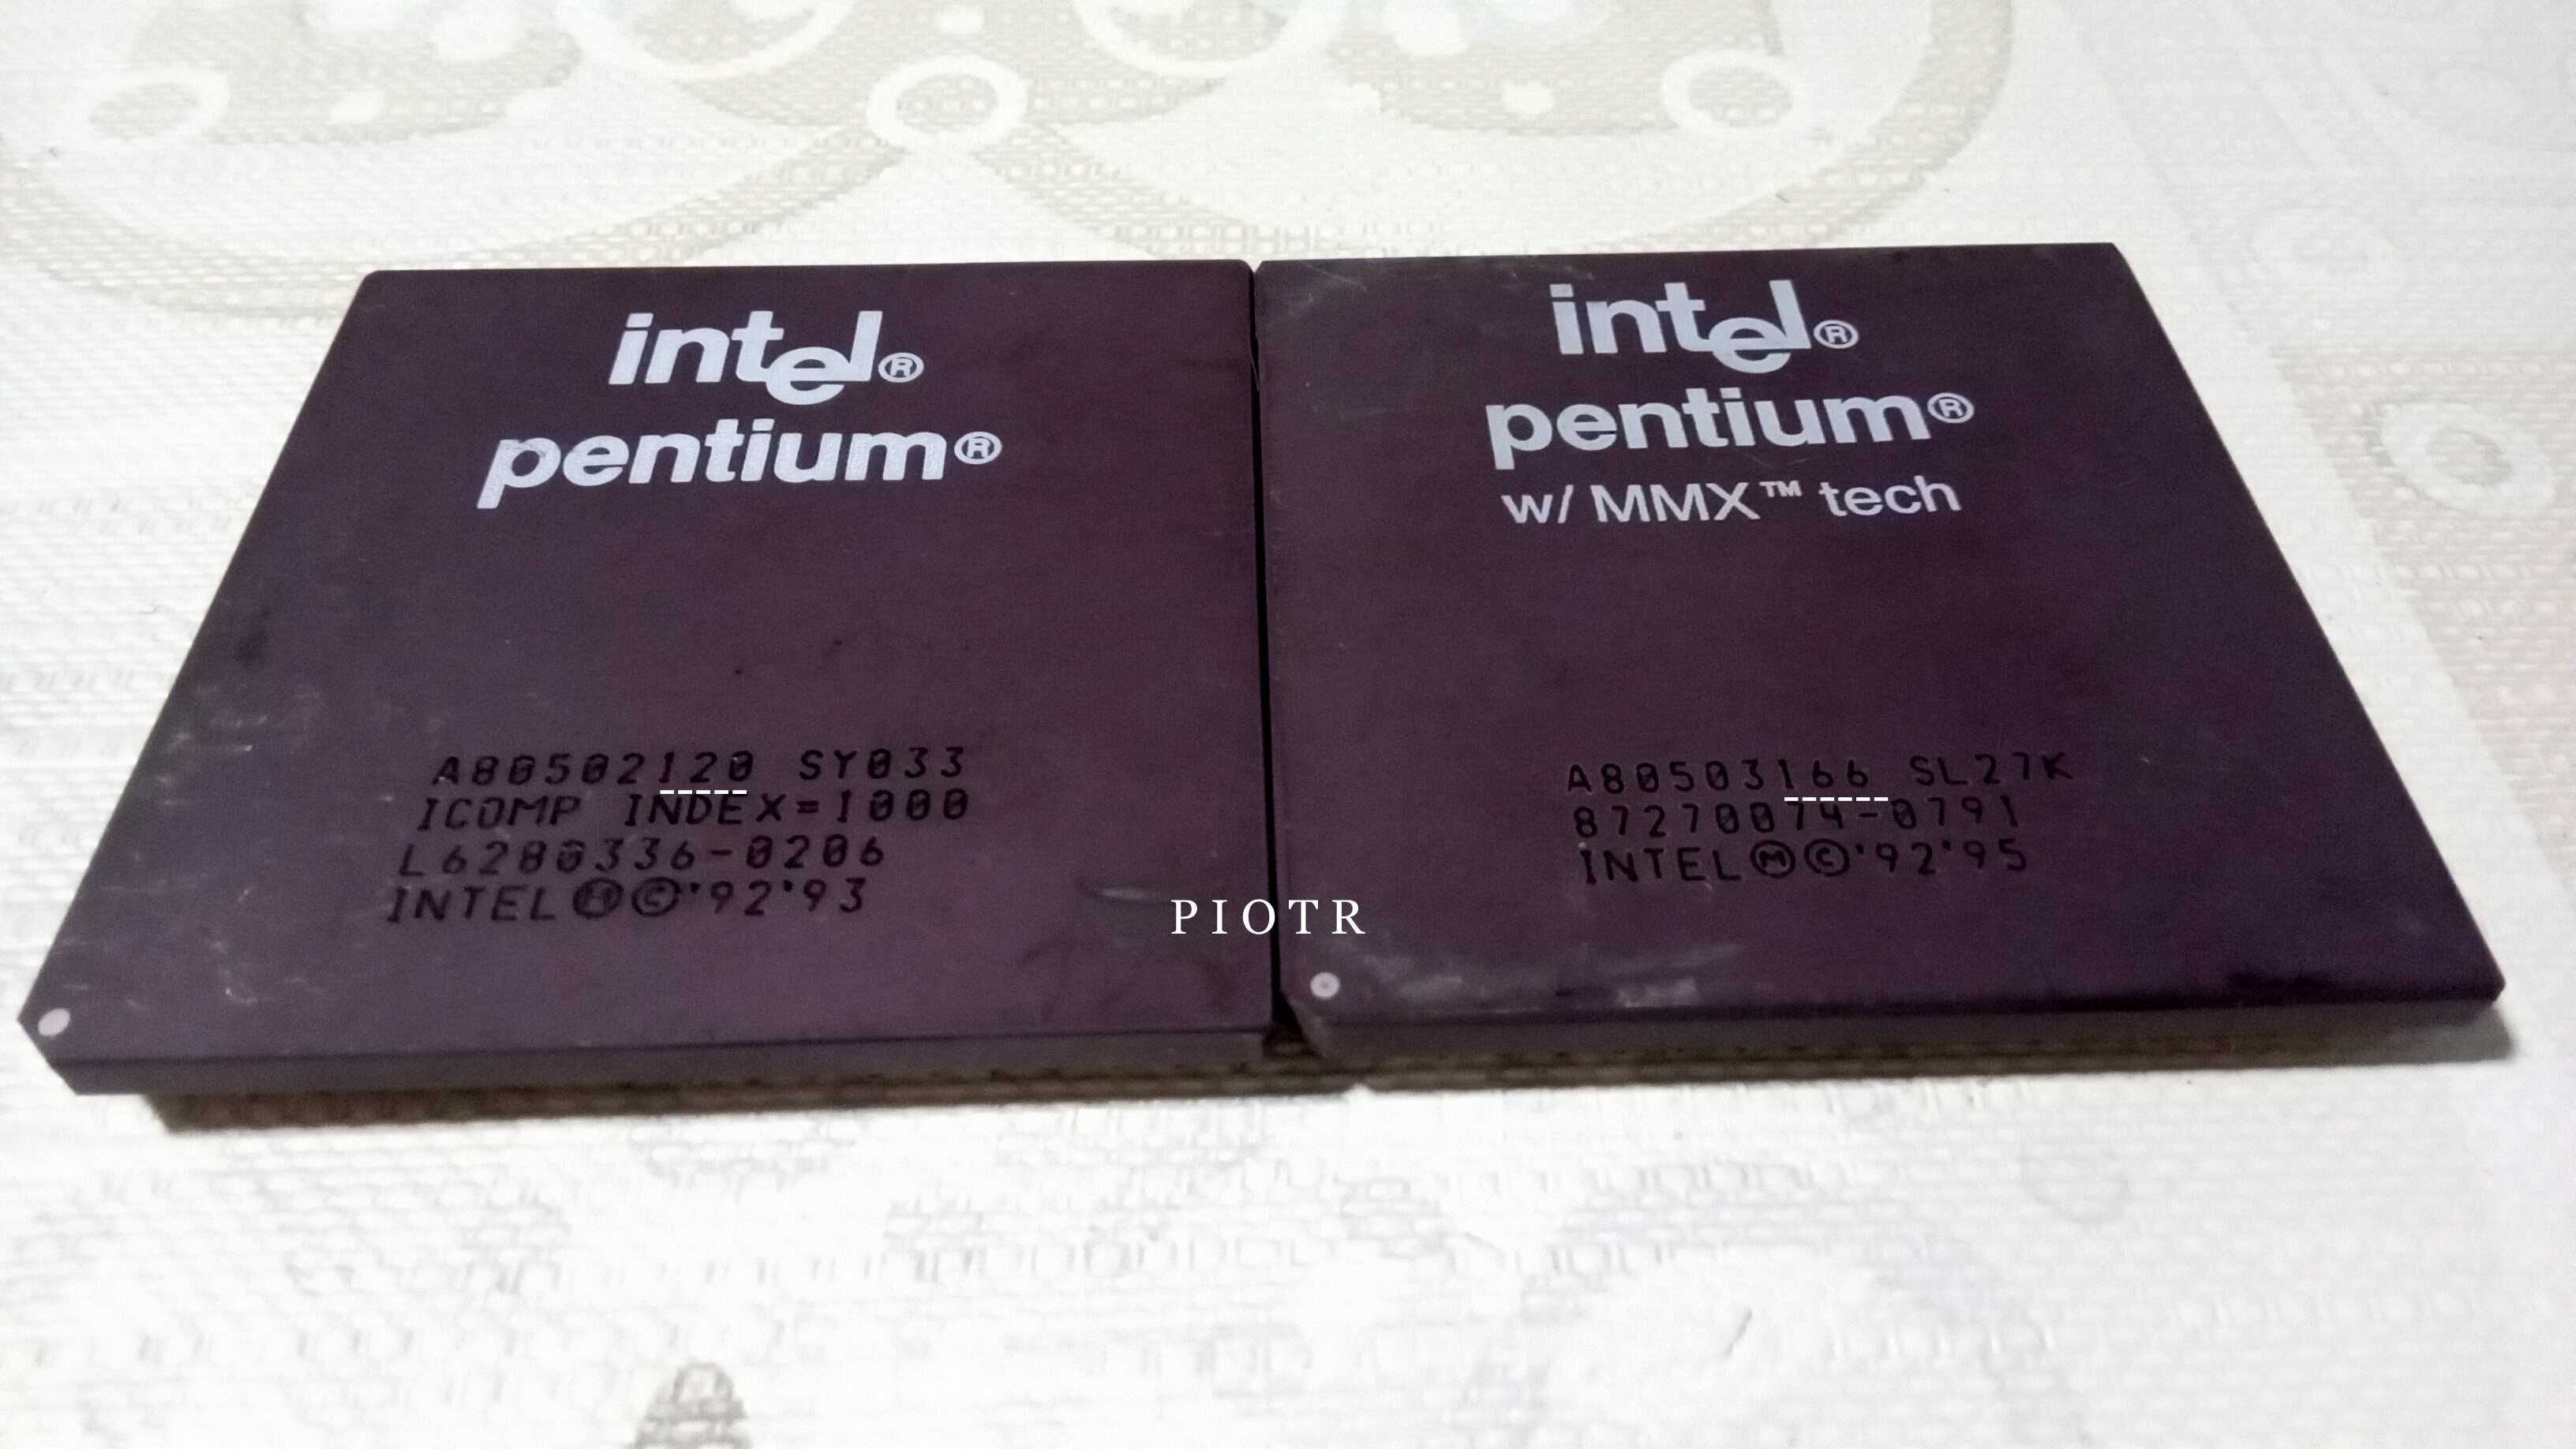 intel®
pentium®
A80502120 SY033
ICOMP INDEX=1000
L6280336-0206
INTEL Ⓜ©'92'93
intel®
pentium®
w/ MMX™ tech
A80503166 SL27K
87270074-0791
INTELⓂ©'92'95
PIOTR